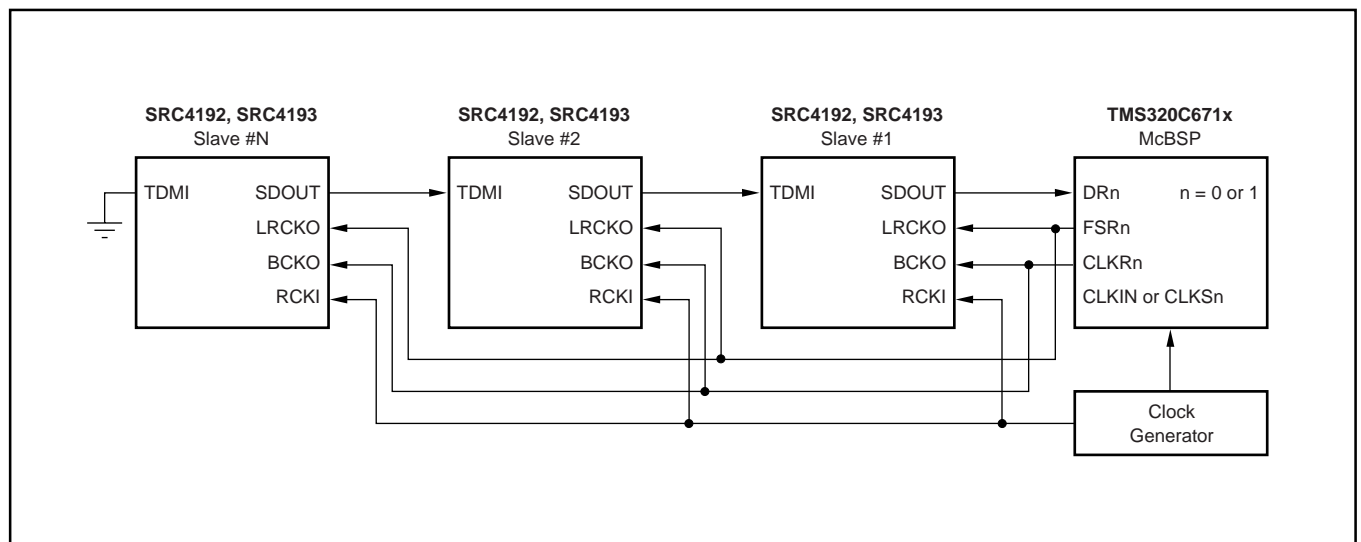 SRC4192, SRC4193
Slave #N
TDMI
SDOUT
LRCKO
BCKO
RCKI
SRC4192, SRC4193
Slave #2
TDMI
SDOUT
LRCKO
BCKO
RCKI
SRC4192, SRC4193
Slave #1
TDMI
SDOUT
LRCKO
BCKO
RCKI
TMS320C671x
McBSP
DRn
n = 0 or 1
FSRn
CLKRn
CLKIN or CLKSn
Clock
Generator